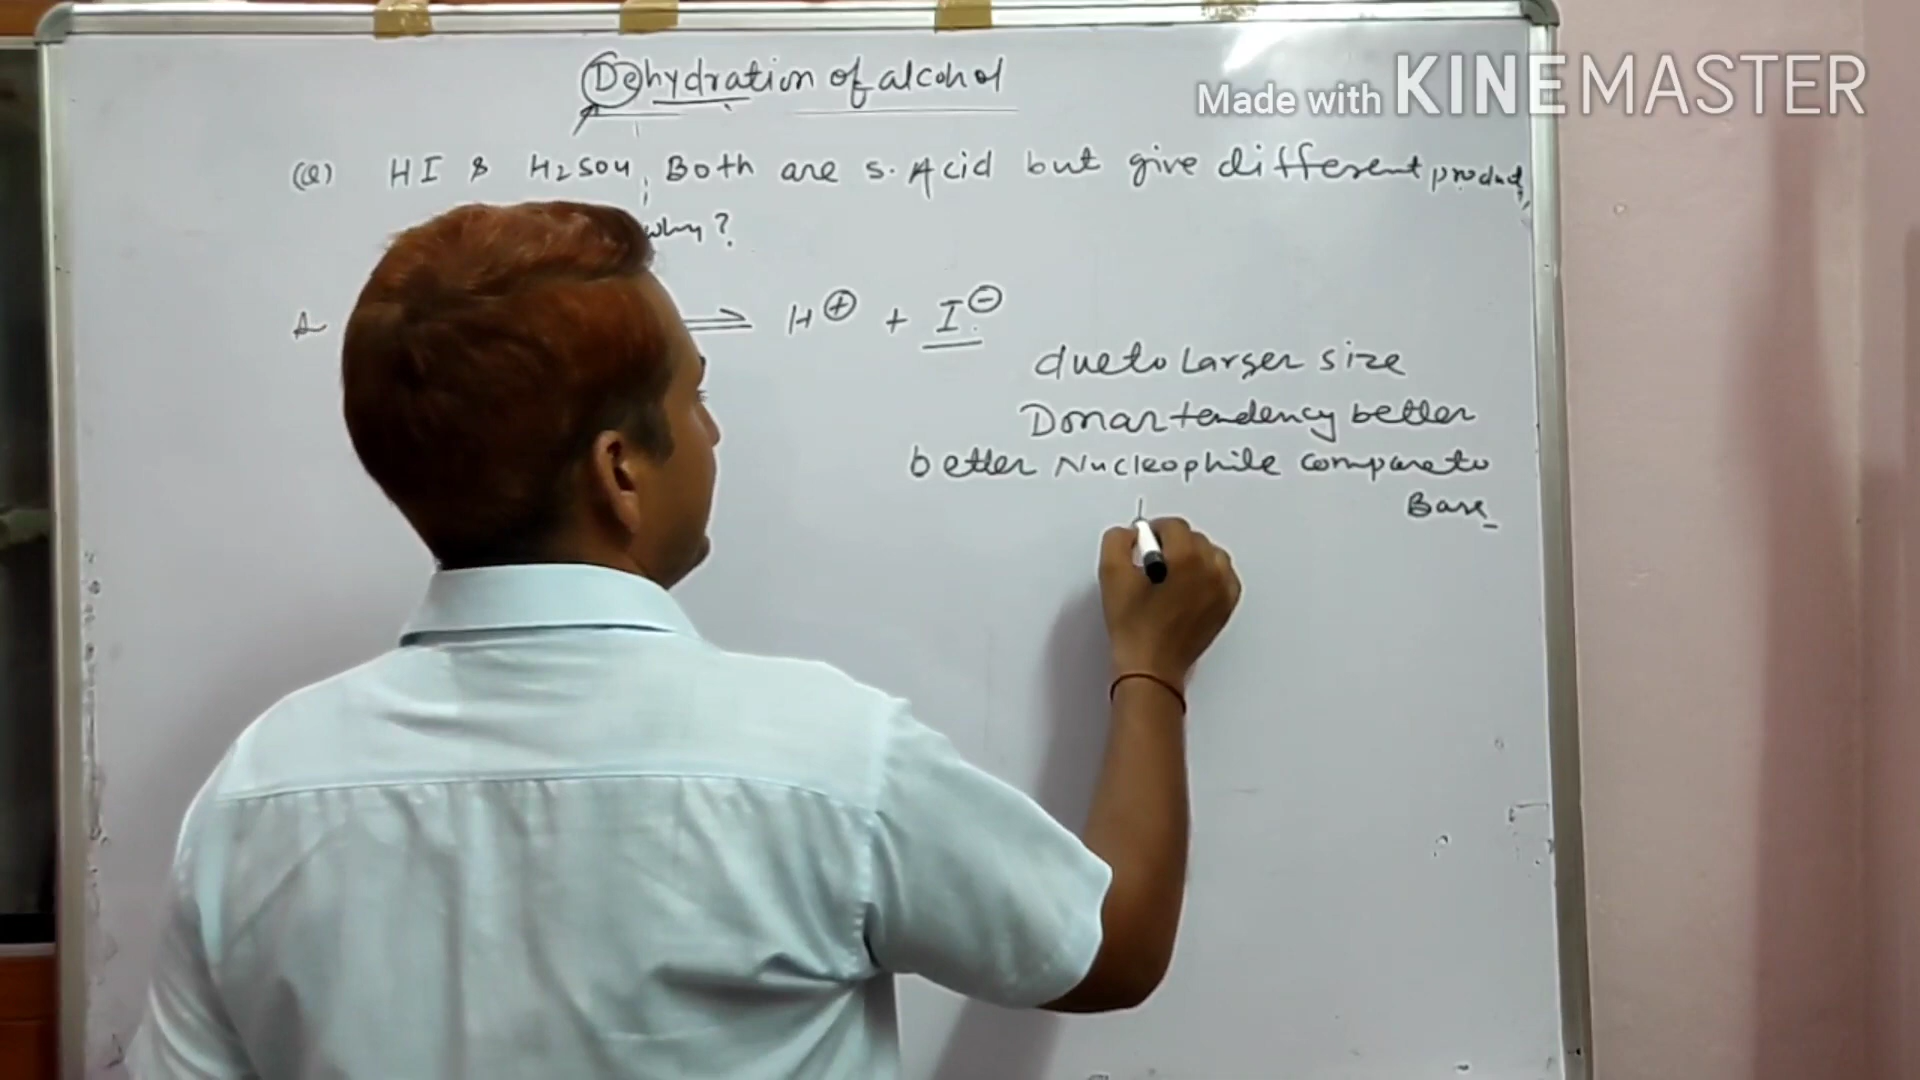 Dehydration of alcohol
Made with KINEMASTER
(Q) HI & H2SO4, Both are s. Acid but give different product,
why?
H⊕ + I⊖
due to Larger size
Donar tendency better
better Nucleophile compare to
Base